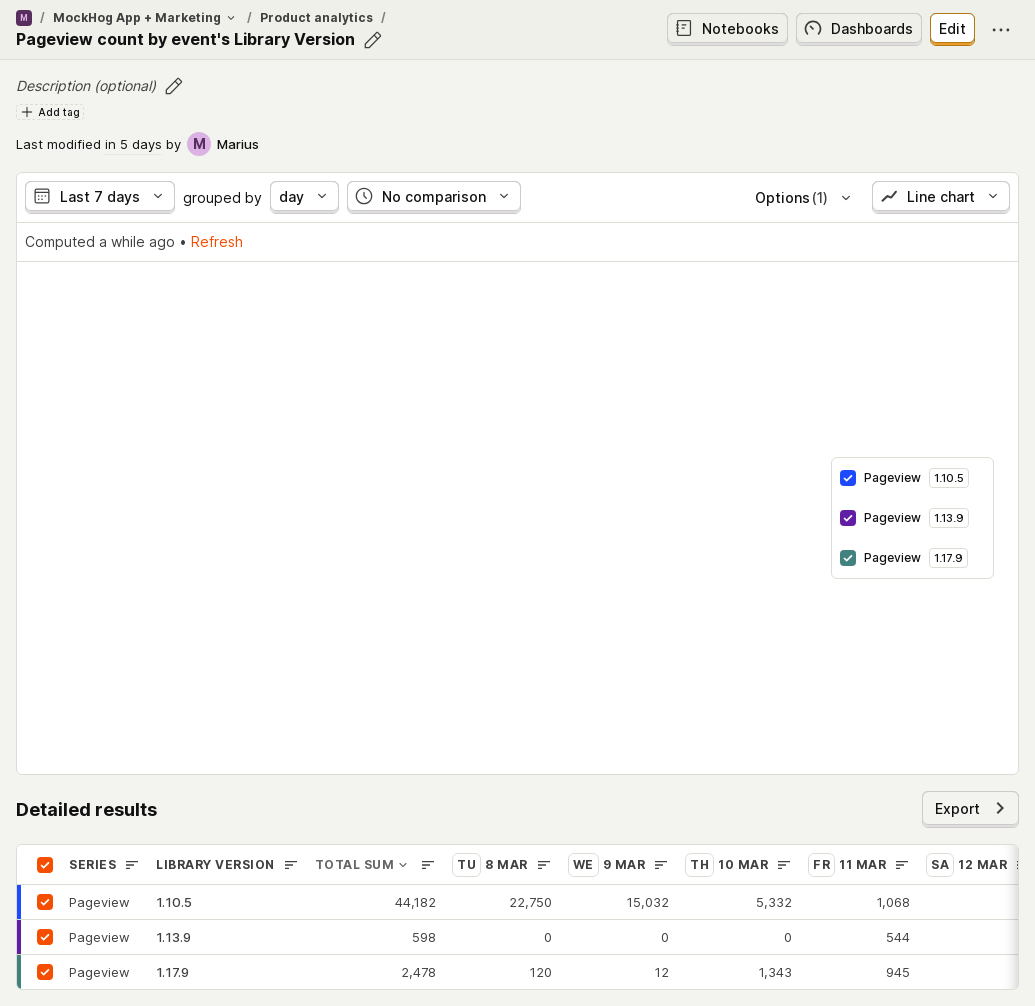 M / MockHog App + Marketing / Product analytics /
Pageview count by event's Library Version
Notebooks
Dashboards
Edit
Description (optional)
Add tag
Last modified in 5 days by M Marius
Last 7 days grouped by day No comparison Options (1) Line chart
Computed a while ago • Refresh
Pageview 1.10.5
Pageview 1.13.9
Pageview 1.17.9
Detailed results
Export
SERIES LIBRARY VERSION TOTAL SUM TU 8 MAR WE 9 MAR TH 10 MAR FR 11 MAR SA 12 MAR
Pageview 1.10.5 44,182 22,750 15,032 5,332 1,068
Pageview 1.13.9 598 0 0 0 544
Pageview 1.17.9 2,478 120 12 1,343 945